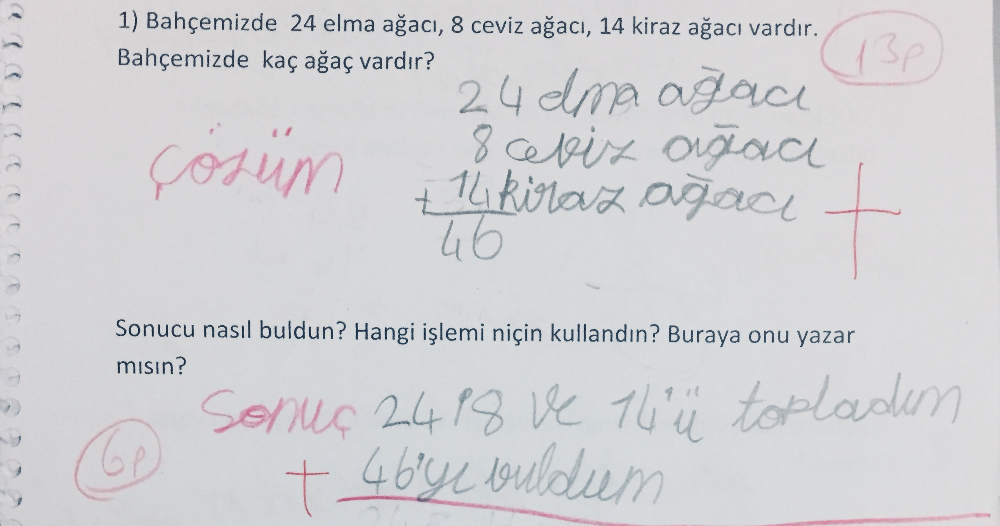 1) Bahçemizde 24 elma ağacı, 8 ceviz ağacı, 14 kiraz ağacı vardır.
13p
Bahçemizde kaç ağaç vardır?
24 elma ağacı
8 ceviz ağacı
çözüm
+ 14 kiraz ağacı
+
46
Sonucu nasıl buldun? Hangi işlemi niçin kullandın? Buraya onu yazar
mısın?
Sonuç 24 '8 ve 14'ü topladım
6p
+ 46'yı buldum